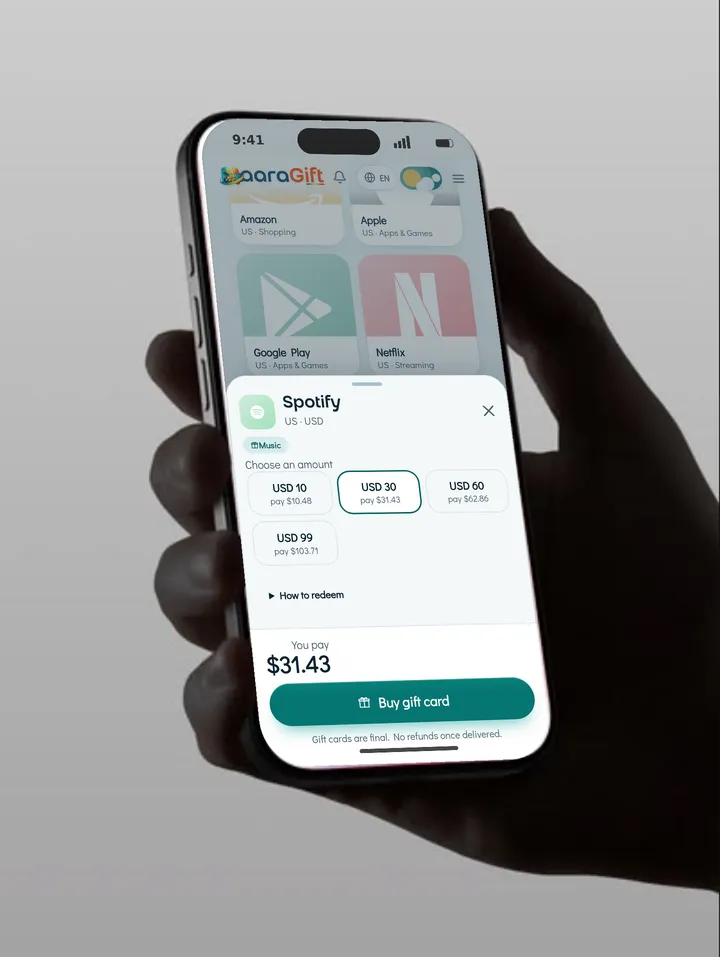 9:41
aaraGift
EN
Amazon
US · Shopping
Apple
US · Apps & Games
Google Play
US · Apps & Games
Netflix
US · Streaming
Spotify
US · USD
Music
Choose an amount
USD 10
pay $10.48
USD 30
pay $31.43
USD 60
pay $62.86
USD 99
pay $103.71
How to redeem
You pay
$31.43
Buy gift card
Gift cards are final. No refunds once delivered.